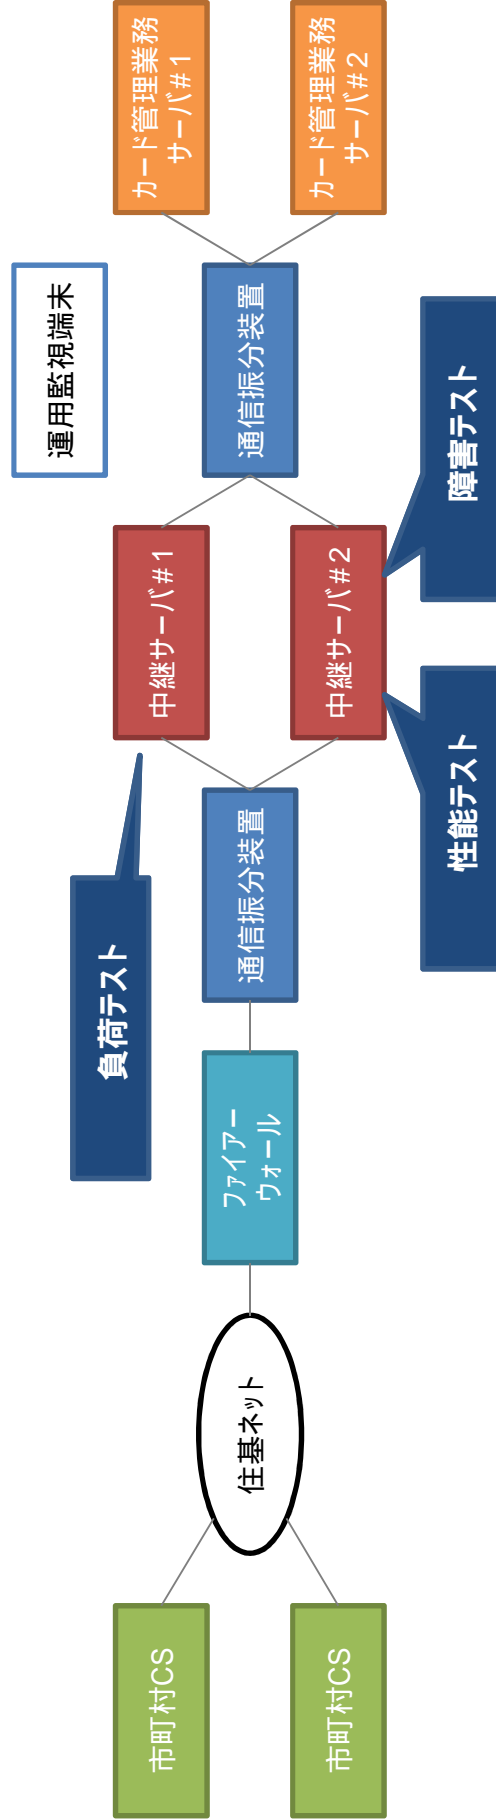 市町村CS
市町村CS
住基ネット
ファイアー
ウォール
通信振分装置
負荷テスト
中継サーバ#1
中継サーバ#2
性能テスト
障害テスト
通信振分装置
運用監視端末
カード管理業務
サーバ#1
カード管理業務
サーバ#2